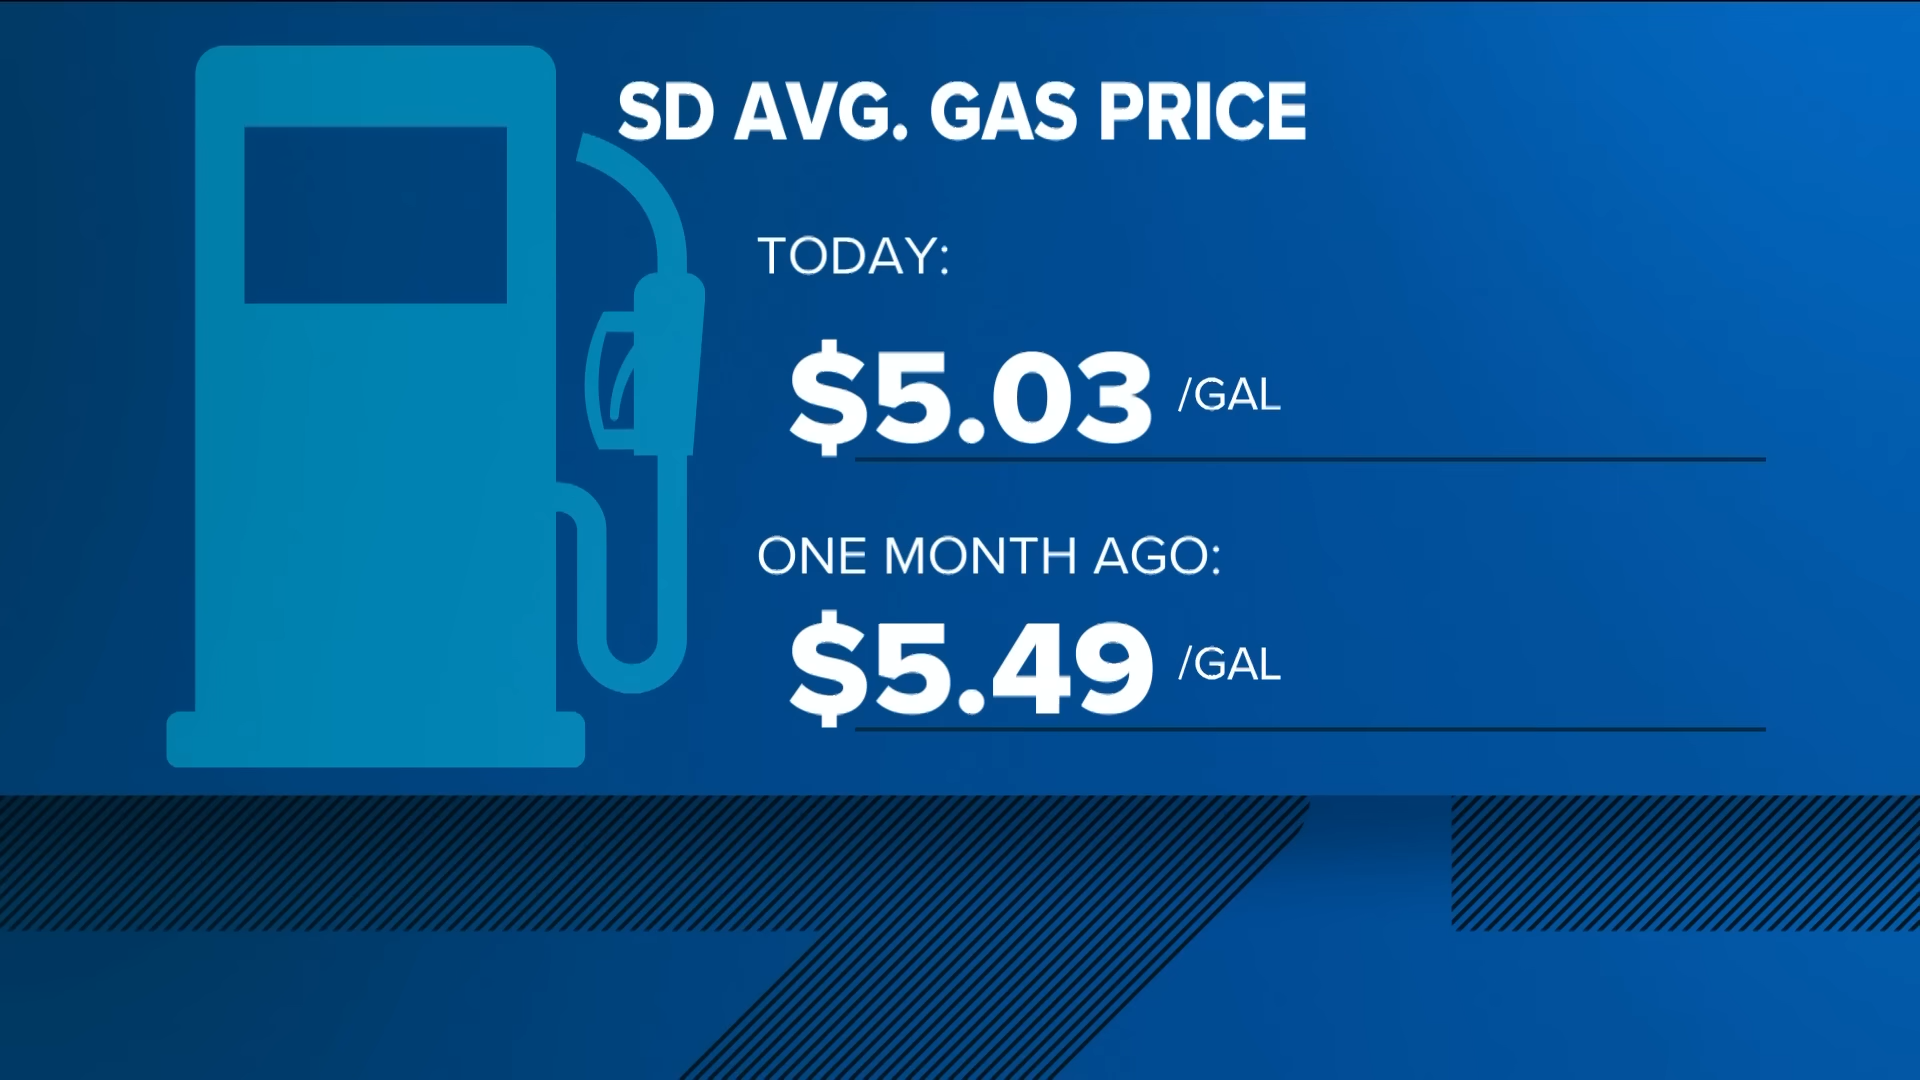 SD AVG. GAS PRICE
TODAY:
$5.03 /GAL
ONE MONTH AGO:
$5.49 /GAL